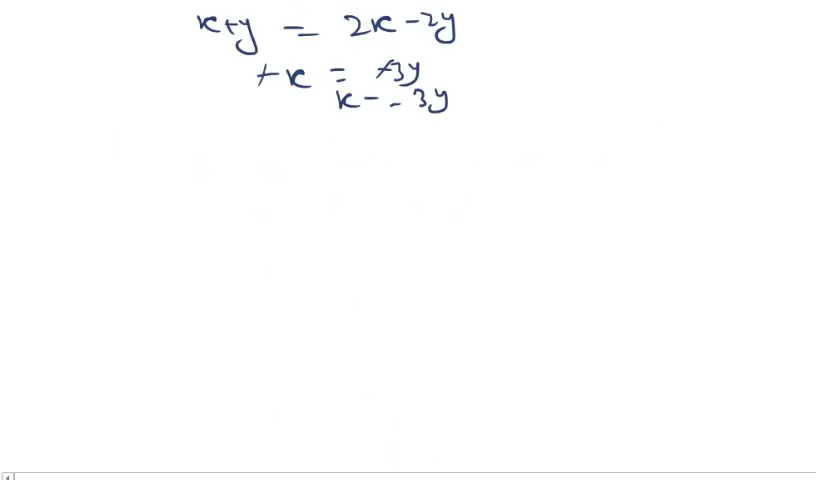 x+y = 2x-2y
+x = +3y
x - - 3y